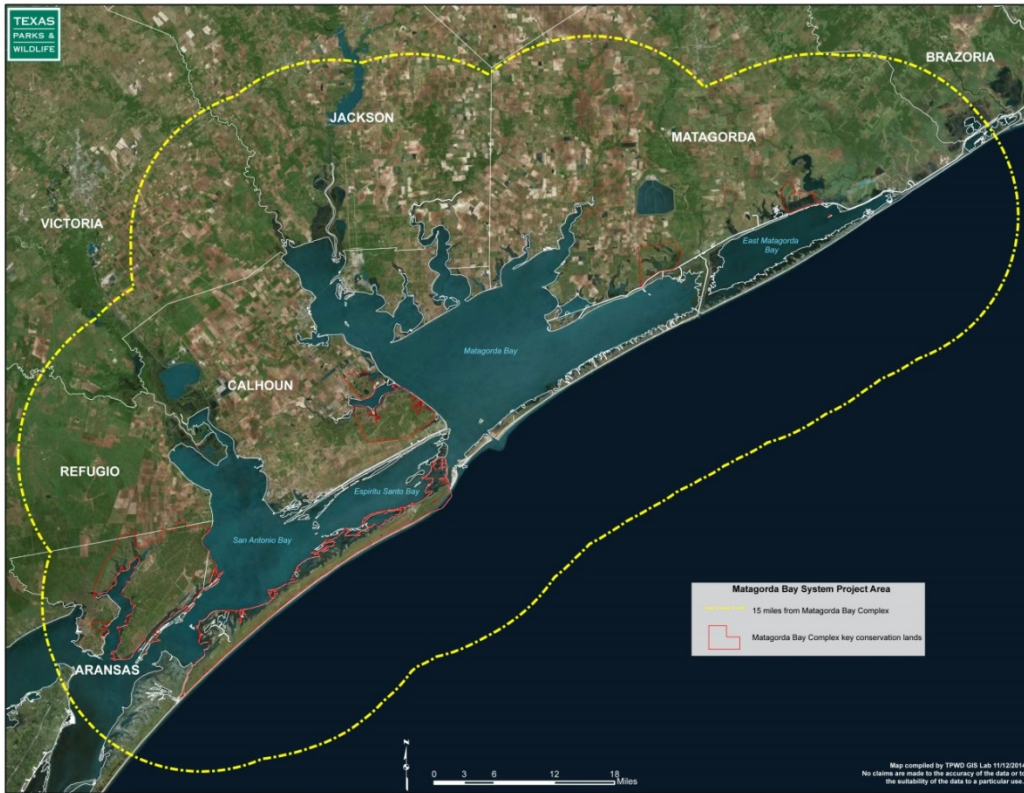 TEXAS
PARKS &
WILDLIFE
BRAZORIA
JACKSON
MATAGORDA
VICTORIA
East Matagorda
Bay
Matagorda Bay
CALHOUN
REFUGIO
Espiritu Santo Bay
San Antonio Bay
Matagorda Bay System Project Area
15 miles from Matagorda Bay Complex
Matagorda Bay Complex key conservation lands
ARANSAS
N
0 3 6 12 18
Miles
Map compiled by TPWD GIS Lab 11/12/2014
No claims are made to the accuracy of the data or to
the suitability of the data to a particular use.